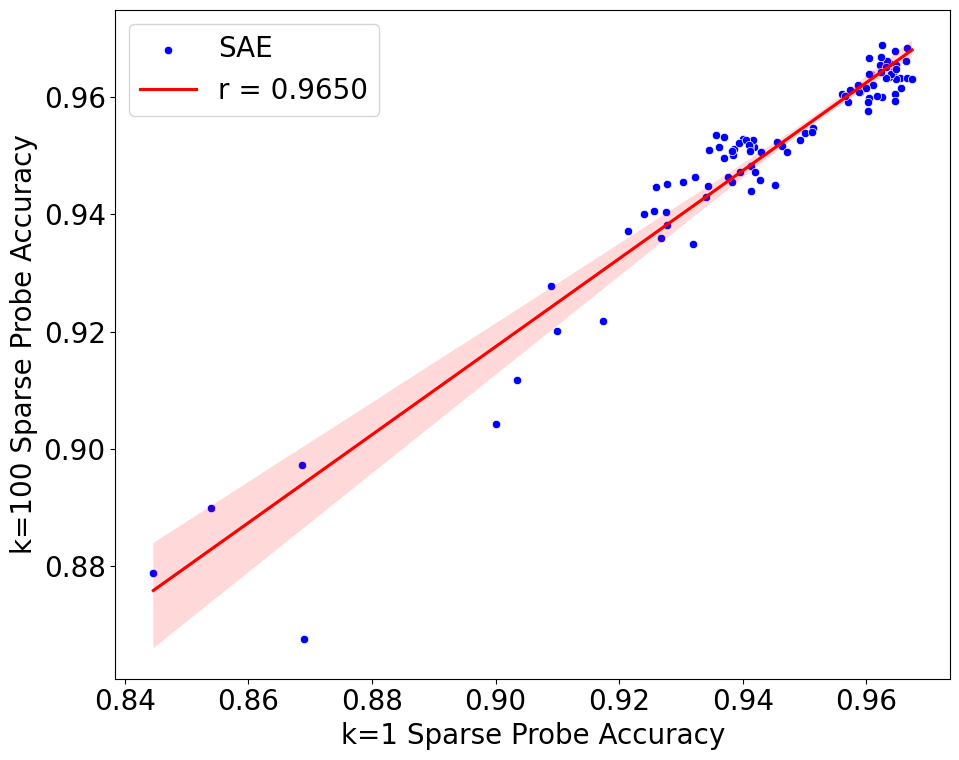 SAE
r = 0.9650
k=100 Sparse Probe Accuracy
0.96
0.94
0.92
0.90
0.88
0.84 0.86 0.88 0.90 0.92 0.94 0.96
k=1 Sparse Probe Accuracy